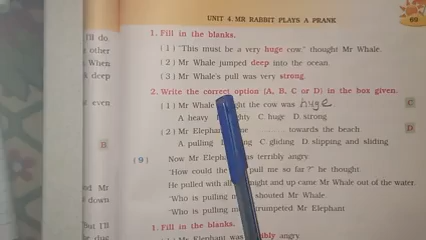 UNIT 4. MR RABBIT PLAYS A PRANK
69
1. Fill in the blanks.
(1) "This must be a very huge cow," thought Mr Whale.
(2) Mr Whale jumped deep into the ocean.
(3) Mr Whale's pull was very strong.
2. Write the correct option (A, B, C or D) in the box given.
(1) Mr Whale the cow was huge
C
A heavy C huge D. strong
(2) Mr towards the beach
D.
A. pulling C gliding D. slipping and sliding
(9) Now Mr was terribly angry
"How could the pull me so far?" he thought
He pulled with all and up came Mr Whale out of the water.
"Who is pulling shouted Mr Whale.
"Who is pulling trumpeted Mr Elephant
1. Fill in the blanks.
angry
I'll do
other
When
deep
even
B
Mr
down
I'll